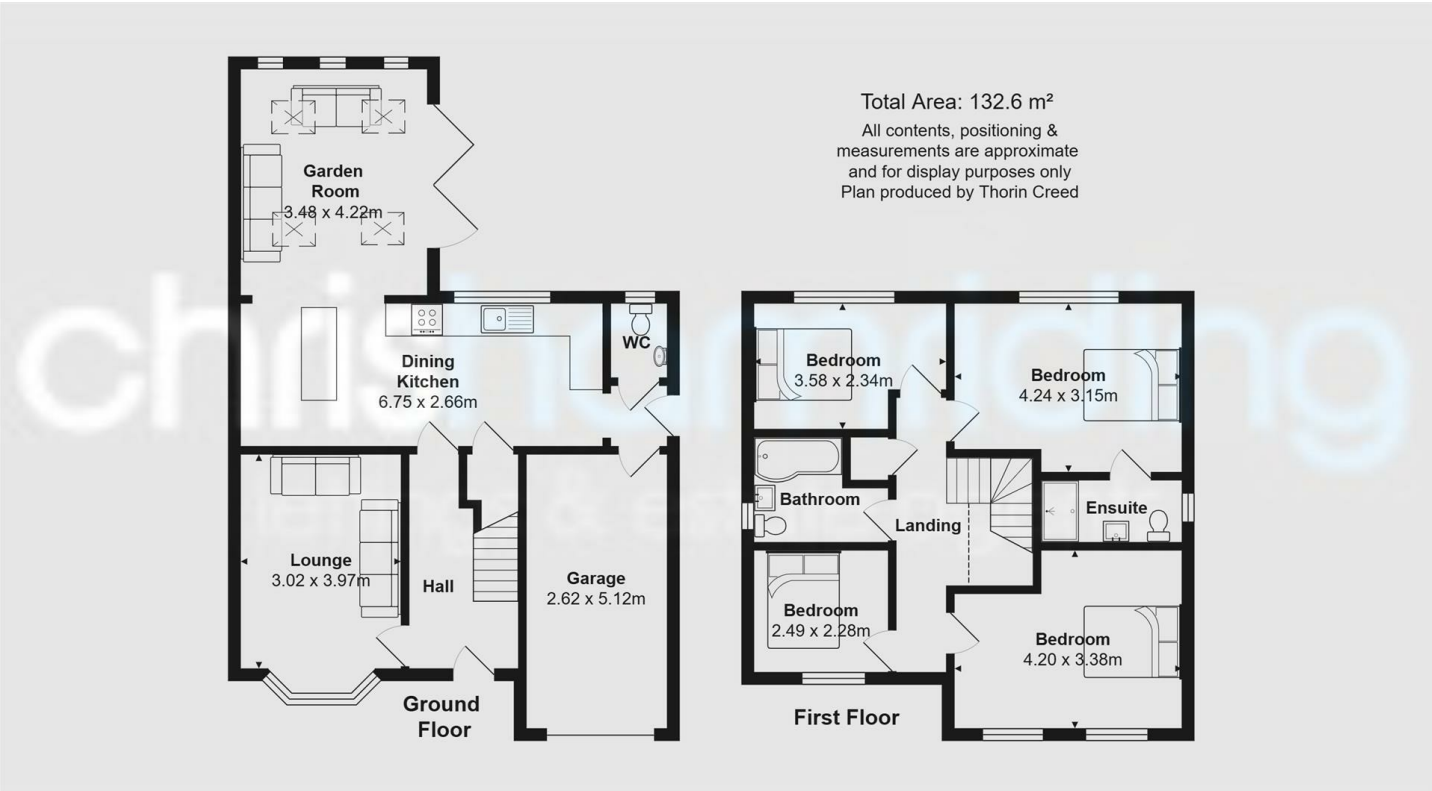 Total Area: 132.6 m²
All contents, positioning &
measurements are approximate
and for display purposes only
Plan produced by Thorin Creed
Garden
Room
3.48 x 4.22m
WC
Dining
Kitchen
6.75 x 2.66m
Lounge
3.02 x 3.97m
Hall
Garage
2.62 x 5.12m
Ground
Floor
Bedroom
3.58 x 2.34m
Bedroom
4.24 x 3.15m
Bathroom
Landing
Ensuite
Bedroom
2.49 x 2.28m
Bedroom
4.20 x 3.38m
First Floor
chrishamriding